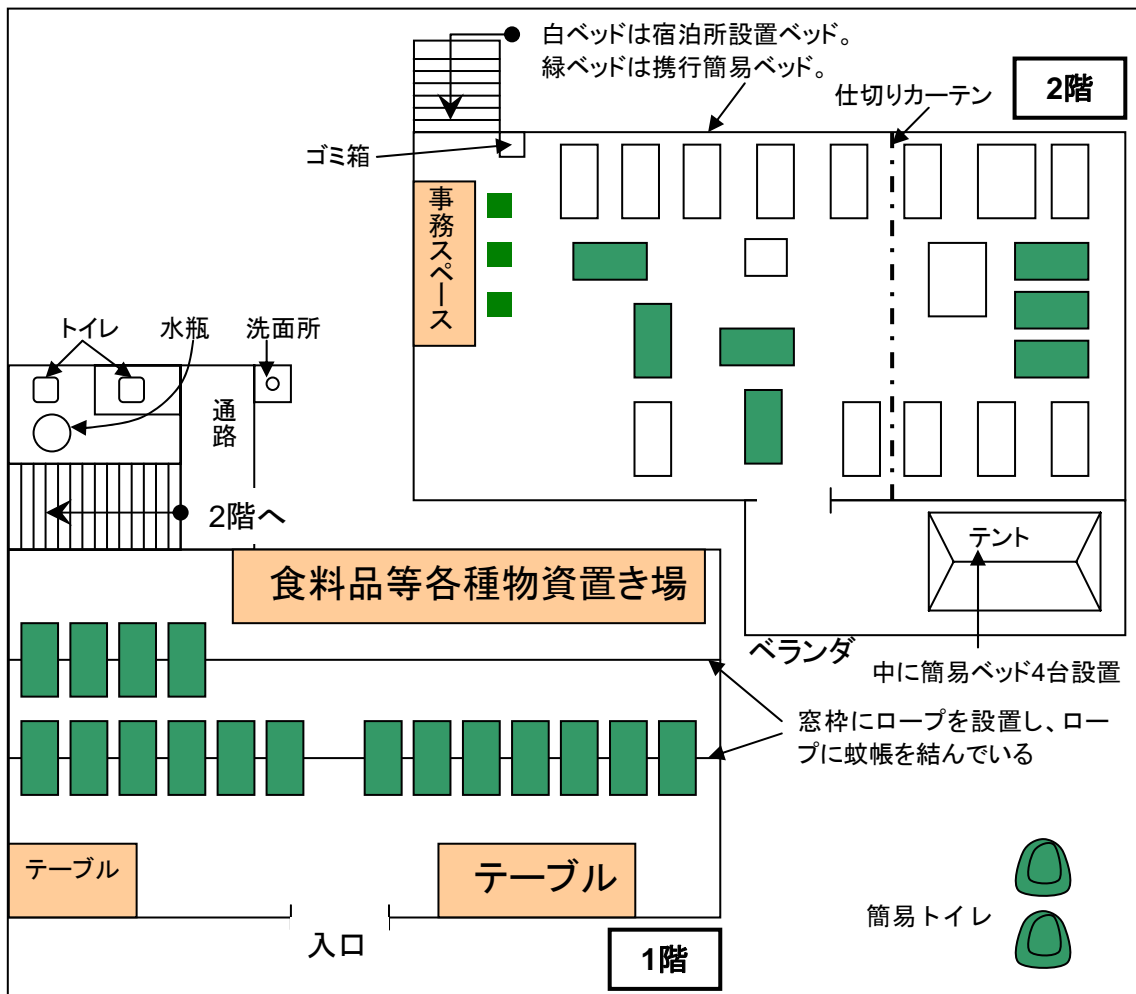 白ベッドは宿泊所設置ベッド。
緑ベッドは携行簡易ベッド。
2階
仕切りカーテン
ゴミ箱
事務スペース
トイレ
水瓶
洗面所
通路
2階へ
テント
食料品等各種物資置き場
ベランダ
中に簡易ベッド4台設置
窓枠にロープを設置し、ロー
プに蚊帳を結んでいる
テーブル
テーブル
簡易トイレ
入口
1階